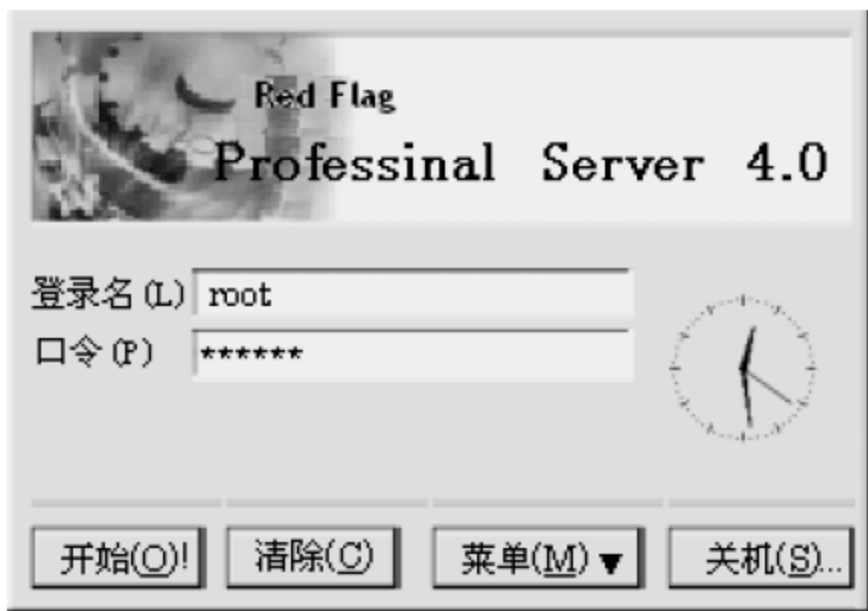 Red Flag
Professinal Server 4.0
登录名(L) root
口令(P) ******
开始(O)! 清除(C) 菜单(M)▼ 关机(S)...